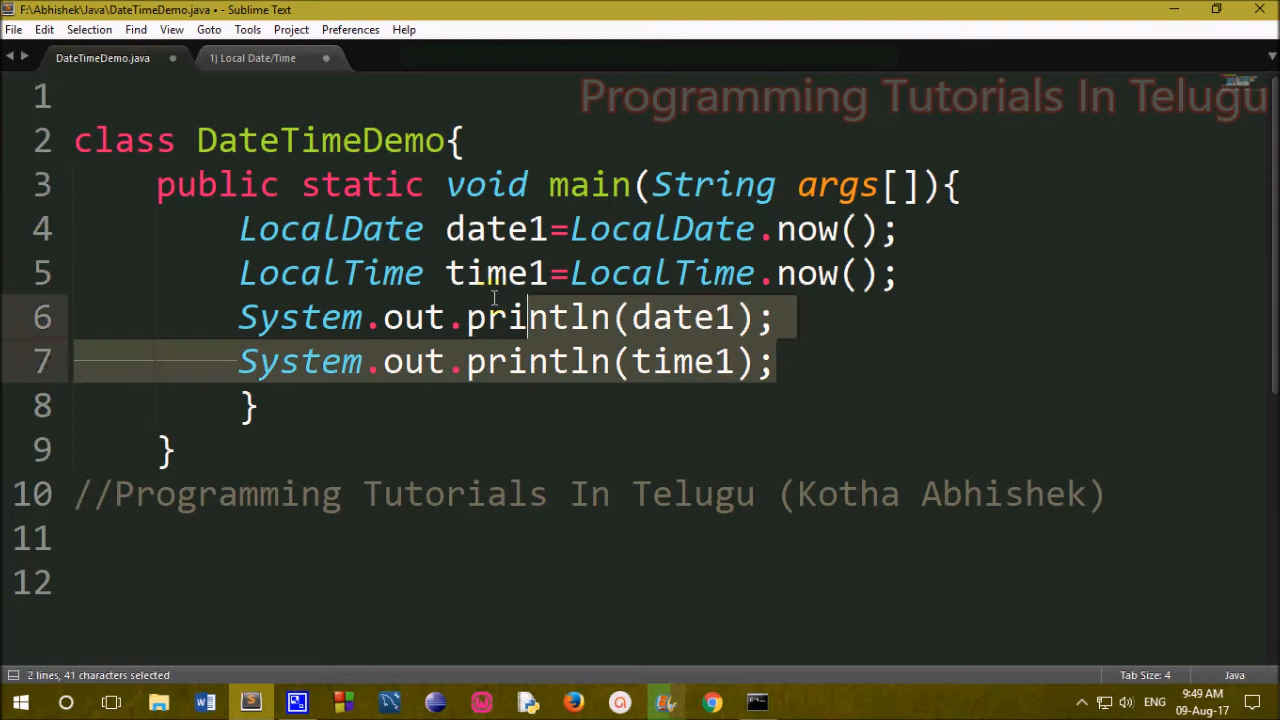 F:\Abhishek\Java\DateTimeDemo.java • - Sublime Text
File Edit Selection Find View Goto Tools Project Preferences Help
DateTimeDemo.java 1) Local Date/Time
Programming Tutorials In Telugu
1
2 class DateTimeDemo{
3 public static void main(String args[]){
4 LocalDate date1=LocalDate.now();
5 LocalTime time1=LocalTime.now();
6 System.out.println(date1);
7 System.out.println(time1);
8 }
9 }
10 //Programming Tutorials In Telugu (Kotha Abhishek)
11
12
2 lines, 41 characters selected Tab Size: 4 Java
ENG 9:49 AM
09-Aug-17